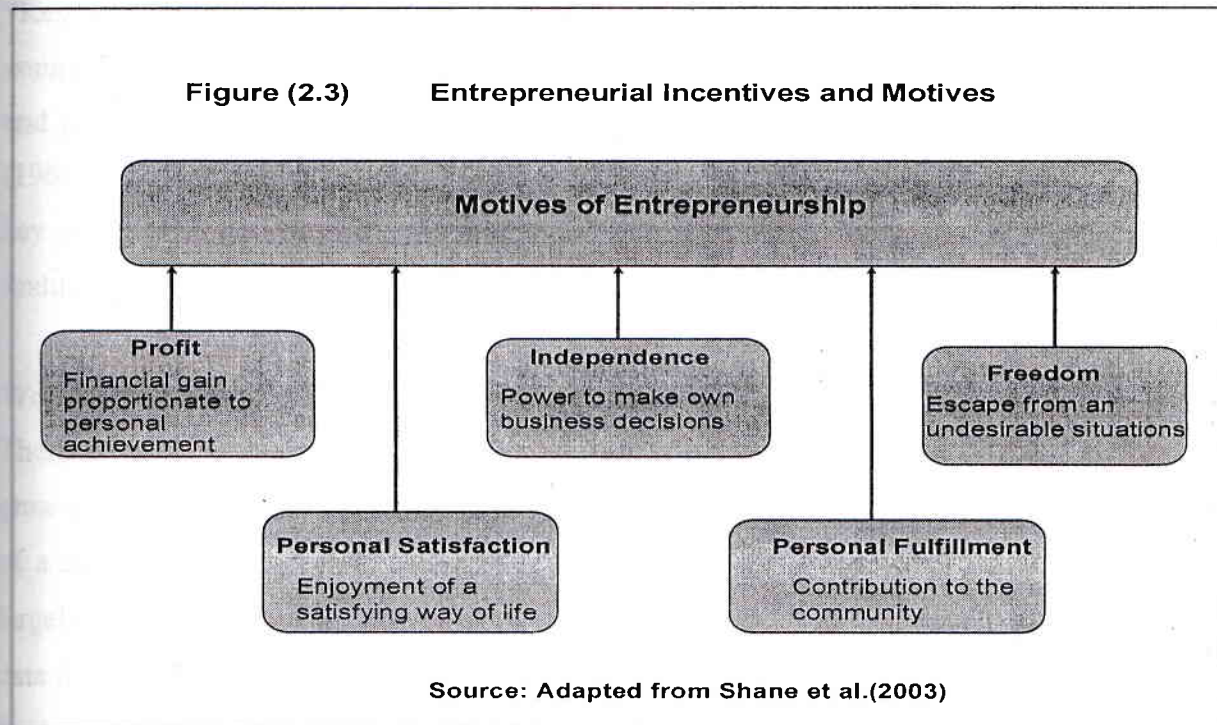 Figure (2.3) Entrepreneurial Incentives and Motives
Motives of Entrepreneurship
Profit
Financial gain
proportionate to
personal
achievement
Personal Satisfaction
Enjoyment of a
satisfying way of life
Independence
Power to make own
business decisions
Personal Fulfillment
Contribution to the
community
Freedom
Escape from an
undesirable situations
Source: Adapted from Shane et al.(2003)